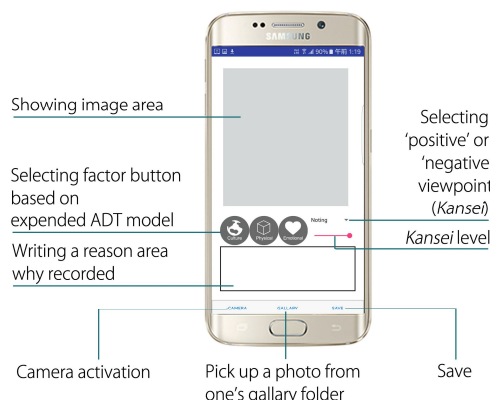 SAMSUNG
90% 午前 1:19
Showing image area
Selecting
'positive' or
'negative
viewpoint
(Kansei)
Selecting factor button
based on
expended ADT model
Culture
Physical
Emotional
Noting
Kansei level
Writing a reason area
why recorded
CAMERA
GALLARY
SAVE
Camera activation
Pick up a photo from
one's gallary folder
Save